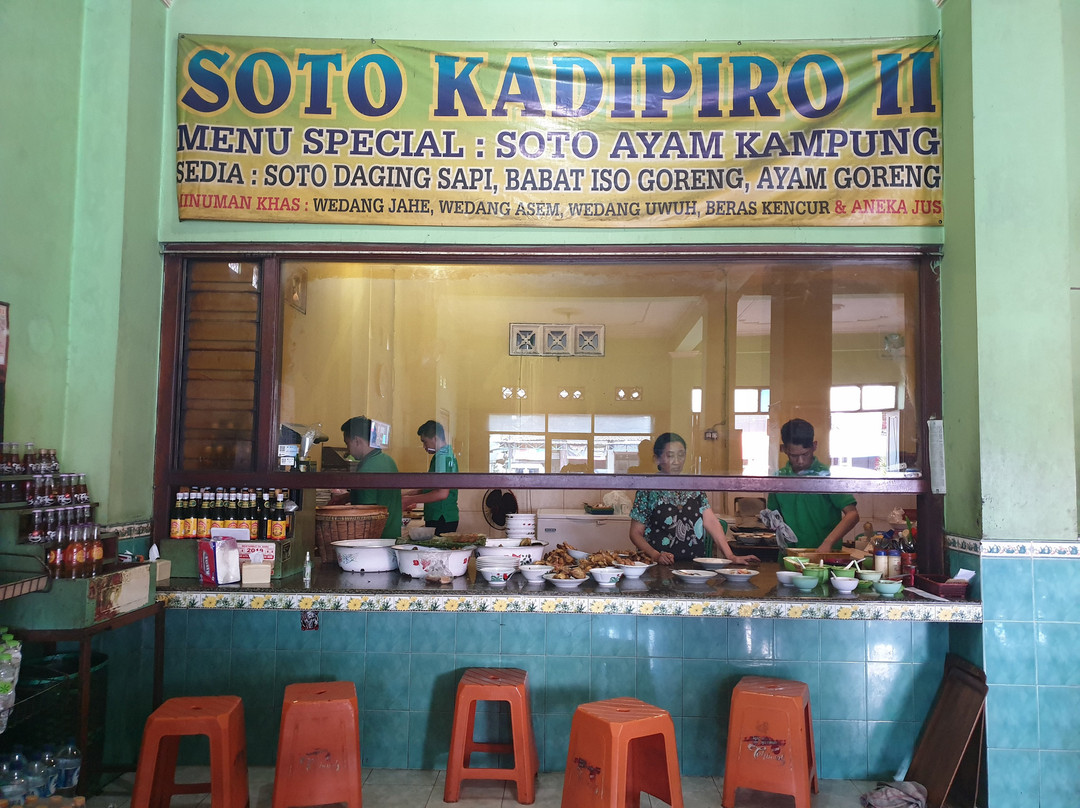 SOTO KADIPIRO II
MENU SPECIAL : SOTO AYAM KAMPUNG
SEDIA : SOTO DAGING SAPI, BABAT ISO GORENG, AYAM GORENG
MINUMAN KHAS : WEDANG JAHE, WEDANG ASEM, WEDANG UWUH, BERAS KENCUR & ANEKA JUS